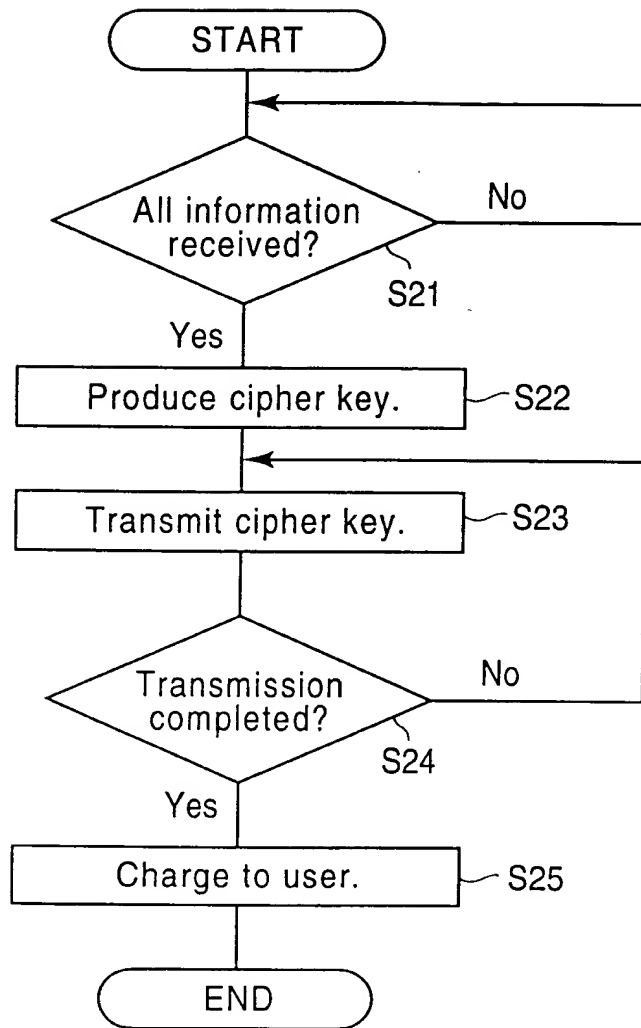 START
All information
received?
No
S21
Yes
Produce cipher key.
S22
Transmit cipher key.
S23
Transmission
completed?
No
S24
Yes
Charge to user.
S25
END